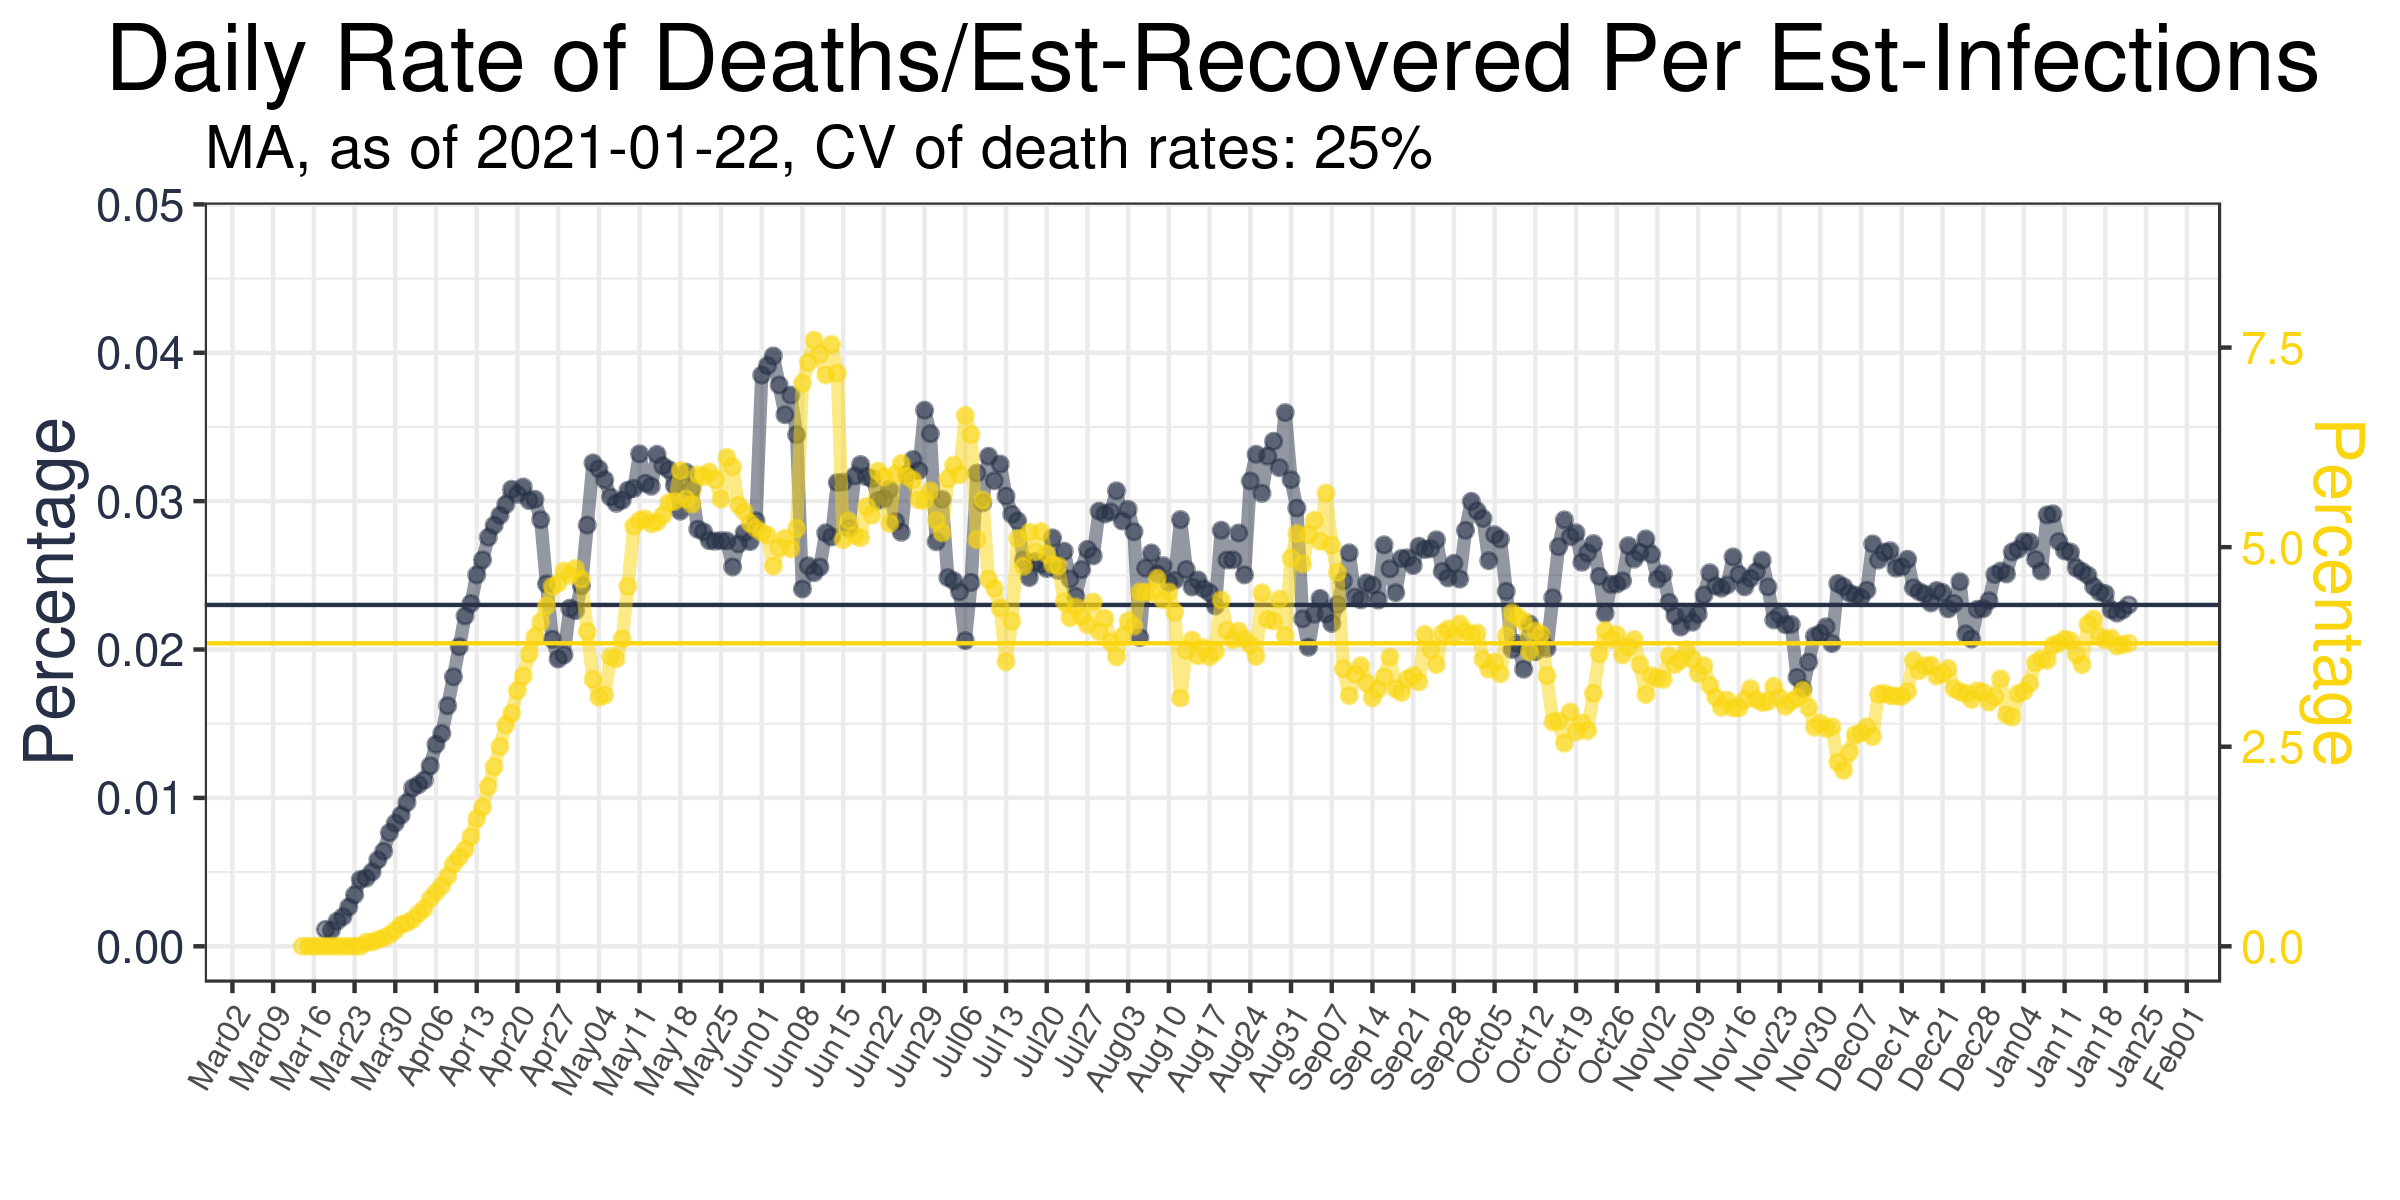 Daily Rate of Deaths/Est-Recovered Per Est-Infections
MA, as of 2021-01-22, CV of death rates: 25%
0.05
0.04
0.03
0.02
0.01
0.00
Percentage
7.5
5.0
2.5
0.0
Percentage
Mar02
Mar09
Mar16
Mar23
Mar30
Apr06
Apr13
Apr20
Apr27
May04
May11
May18
May25
Jun01
Jun08
Jun15
Jun22
Jun29
Jul06
Jul13
Jul20
Jul27
Aug03
Aug10
Aug17
Aug24
Aug31
Sep07
Sep14
Sep21
Sep28
Oct05
Oct12
Oct19
Oct26
Nov02
Nov09
Nov16
Nov23
Nov30
Dec07
Dec14
Dec21
Dec28
Jan04
Jan11
Jan18
Jan25
Feb01